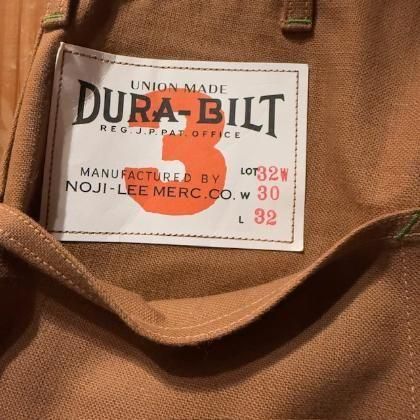 UNION MADE
DURA-BILT
REG. J.P. PAT. OFFICE
3
MANUFACTURED BY
NOJI-LEE MERC. CO.
LOT 32W
W 30
L 32